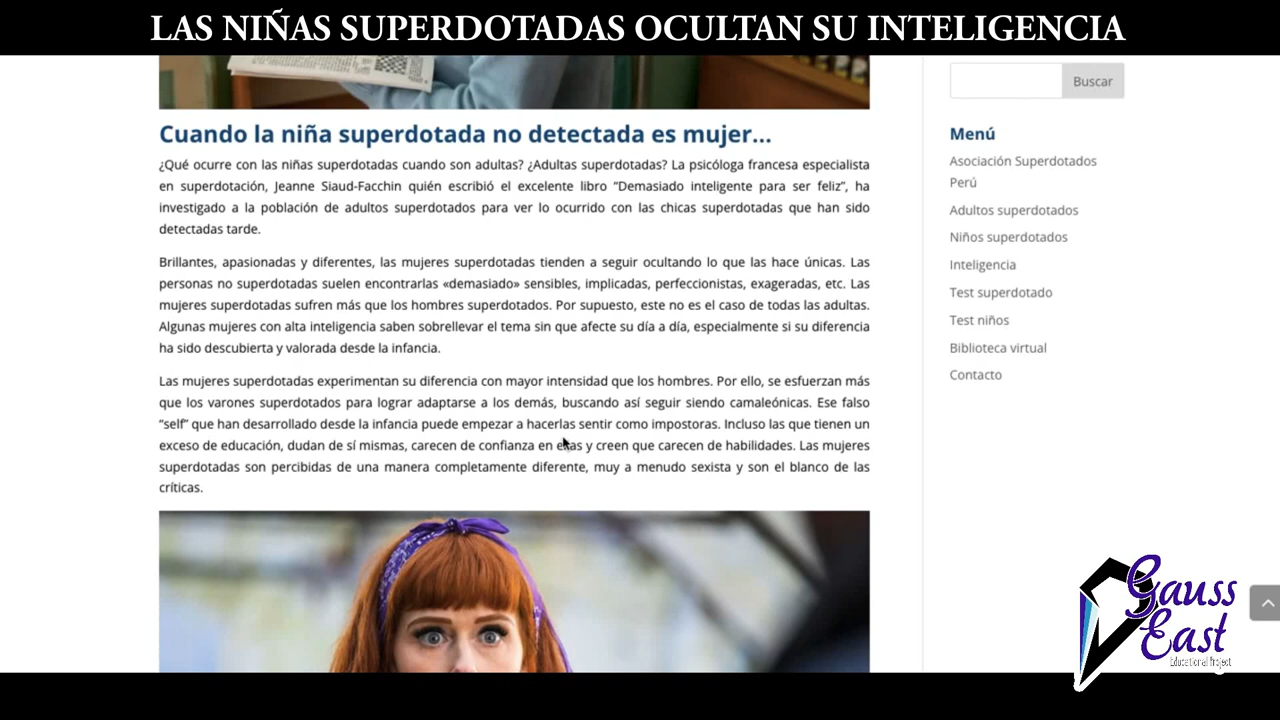 LAS NIÑAS SUPERDOTADAS OCULTAN SU INTELIGENCIA
Buscar
Cuando la niña superdotada no detectada es mujer...
¿Qué ocurre con las niñas superdotadas cuando son adultas? ¿Adultas superdotadas? La psicóloga francesa especialista
en superdotación, Jeanne Siaud-Facchin quién escribió el excelente libro “Demasiado inteligente para ser feliz”, ha
investigado a la población de adultos superdotados para ver lo ocurrido con las chicas superdotadas que han sido
detectadas tarde.
Brillantes, apasionadas y diferentes, las mujeres superdotadas tienden a seguir ocultando lo que las hace únicas. Las
personas no superdotadas suelen encontrarlas «demasiado» sensibles, implicadas, perfeccionistas, exageradas, etc. Las
mujeres superdotadas sufren más que los hombres superdotados. Por supuesto, este no es el caso de todas las adultas.
Algunas mujeres con alta inteligencia saben sobrellevar el tema sin que afecte su día a día, especialmente si su diferencia
ha sido descubierta y valorada desde la infancia.
Las mujeres superdotadas experimentan su diferencia con mayor intensidad que los hombres. Por ello, se esfuerzan más
que los varones superdotados para lograr adaptarse a los demás, buscando así seguir siendo camaleónicas. Ese falso
“self” que han desarrollado desde la infancia puede empezar a hacerlas sentir como impostoras. Incluso las que tienen un
exceso de educación, dudan de sí mismas, carecen de confianza en ellas y creen que carecen de habilidades. Las mujeres
superdotadas son percibidas de una manera completamente diferente, muy a menudo sexista y son el blanco de las
críticas.
Menú
Asociación Superdotados
Perú
Adultos superdotados
Niños superdotados
Inteligencia
Test superdotado
Test niños
Biblioteca virtual
Contacto
Gauss
East
Educational Project